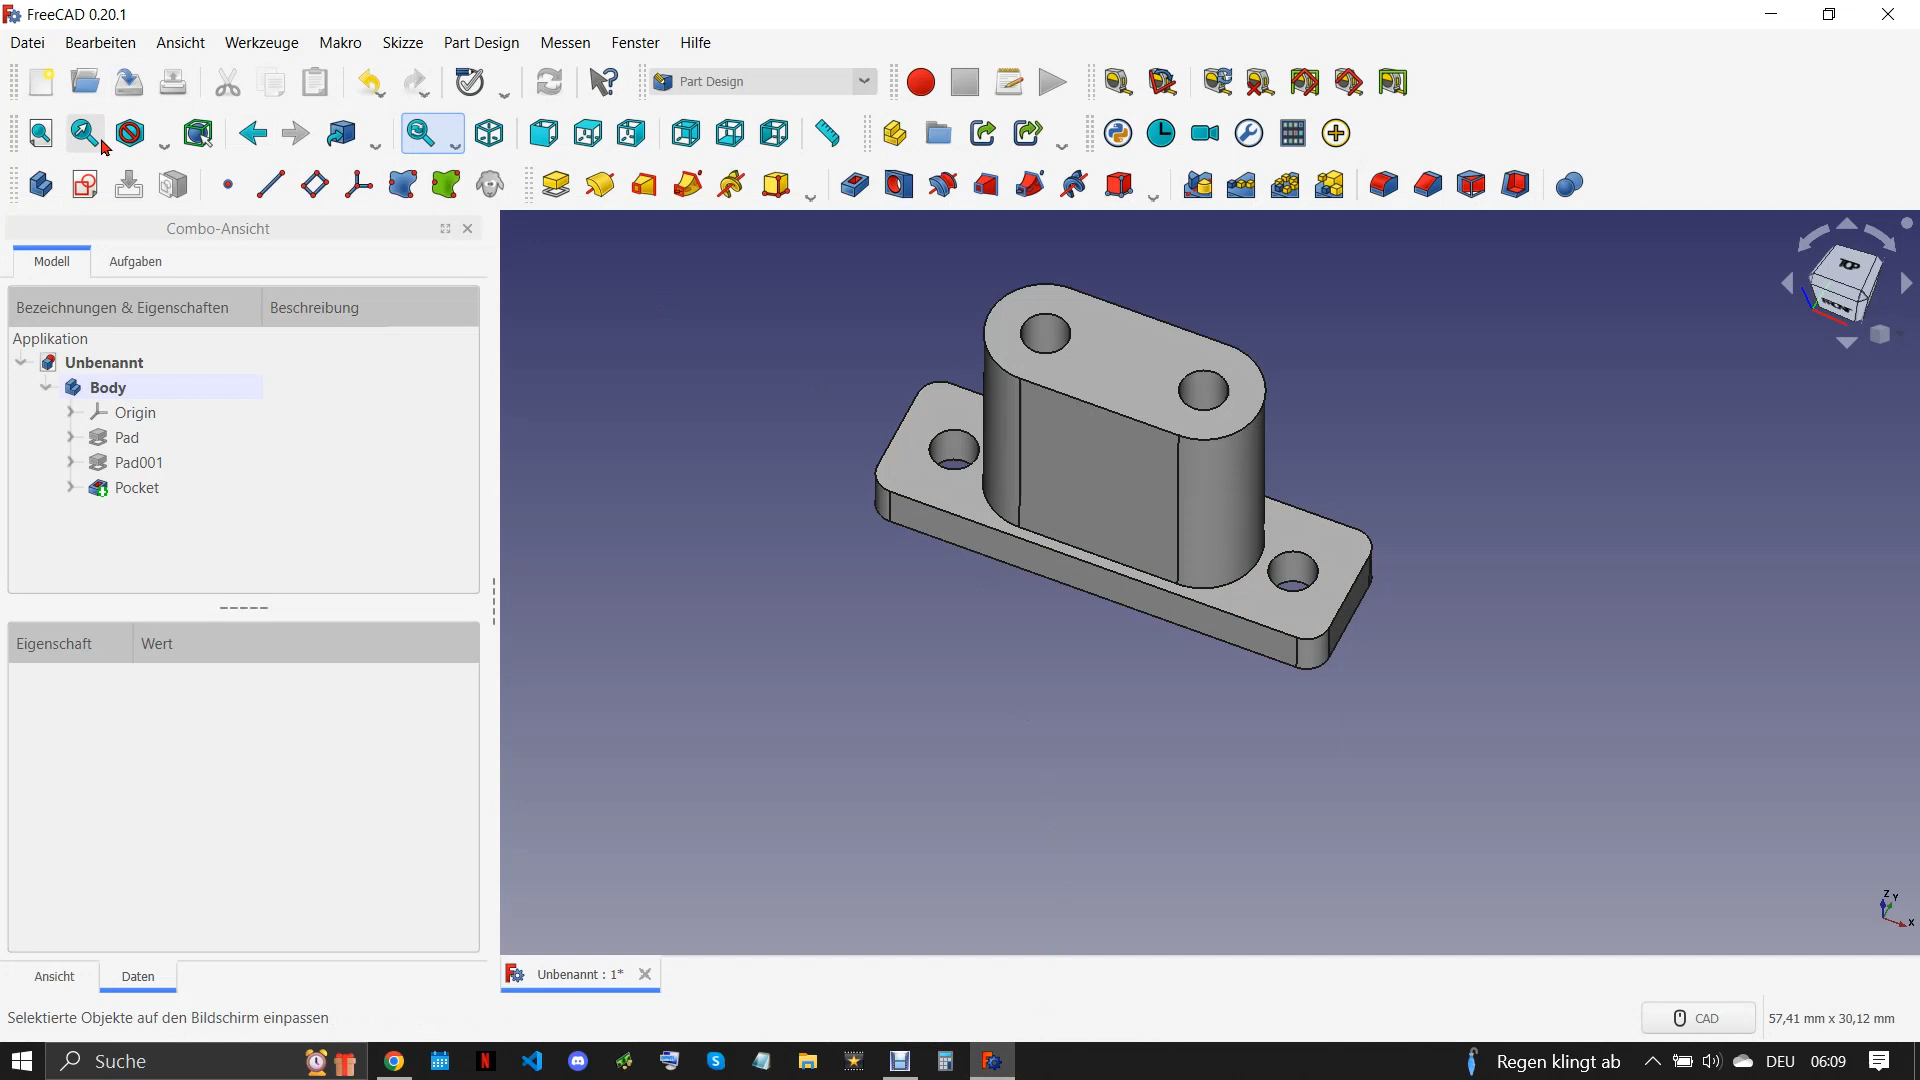 FreeCAD 0.20.1
Datei Bearbeiten Ansicht Werkzeuge Makro Skizze Part Design Messen Fenster Hilfe
Part Design
Combo-Ansicht
Modell Aufgaben
Bezeichnungen & Eigenschaften Beschreibung
Applikation
Unbenannt
Body
Origin
Pad
Pad001
Pocket
Eigenschaft Wert
TOP
FRONT
Z Y
X
Ansicht Daten
Unbenannt : 1*
Selektierte Objekte auf den Bildschirm einpassen
CAD 57,41 mm x 30,12 mm
Suche
Regen klingt ab DEU 06:09